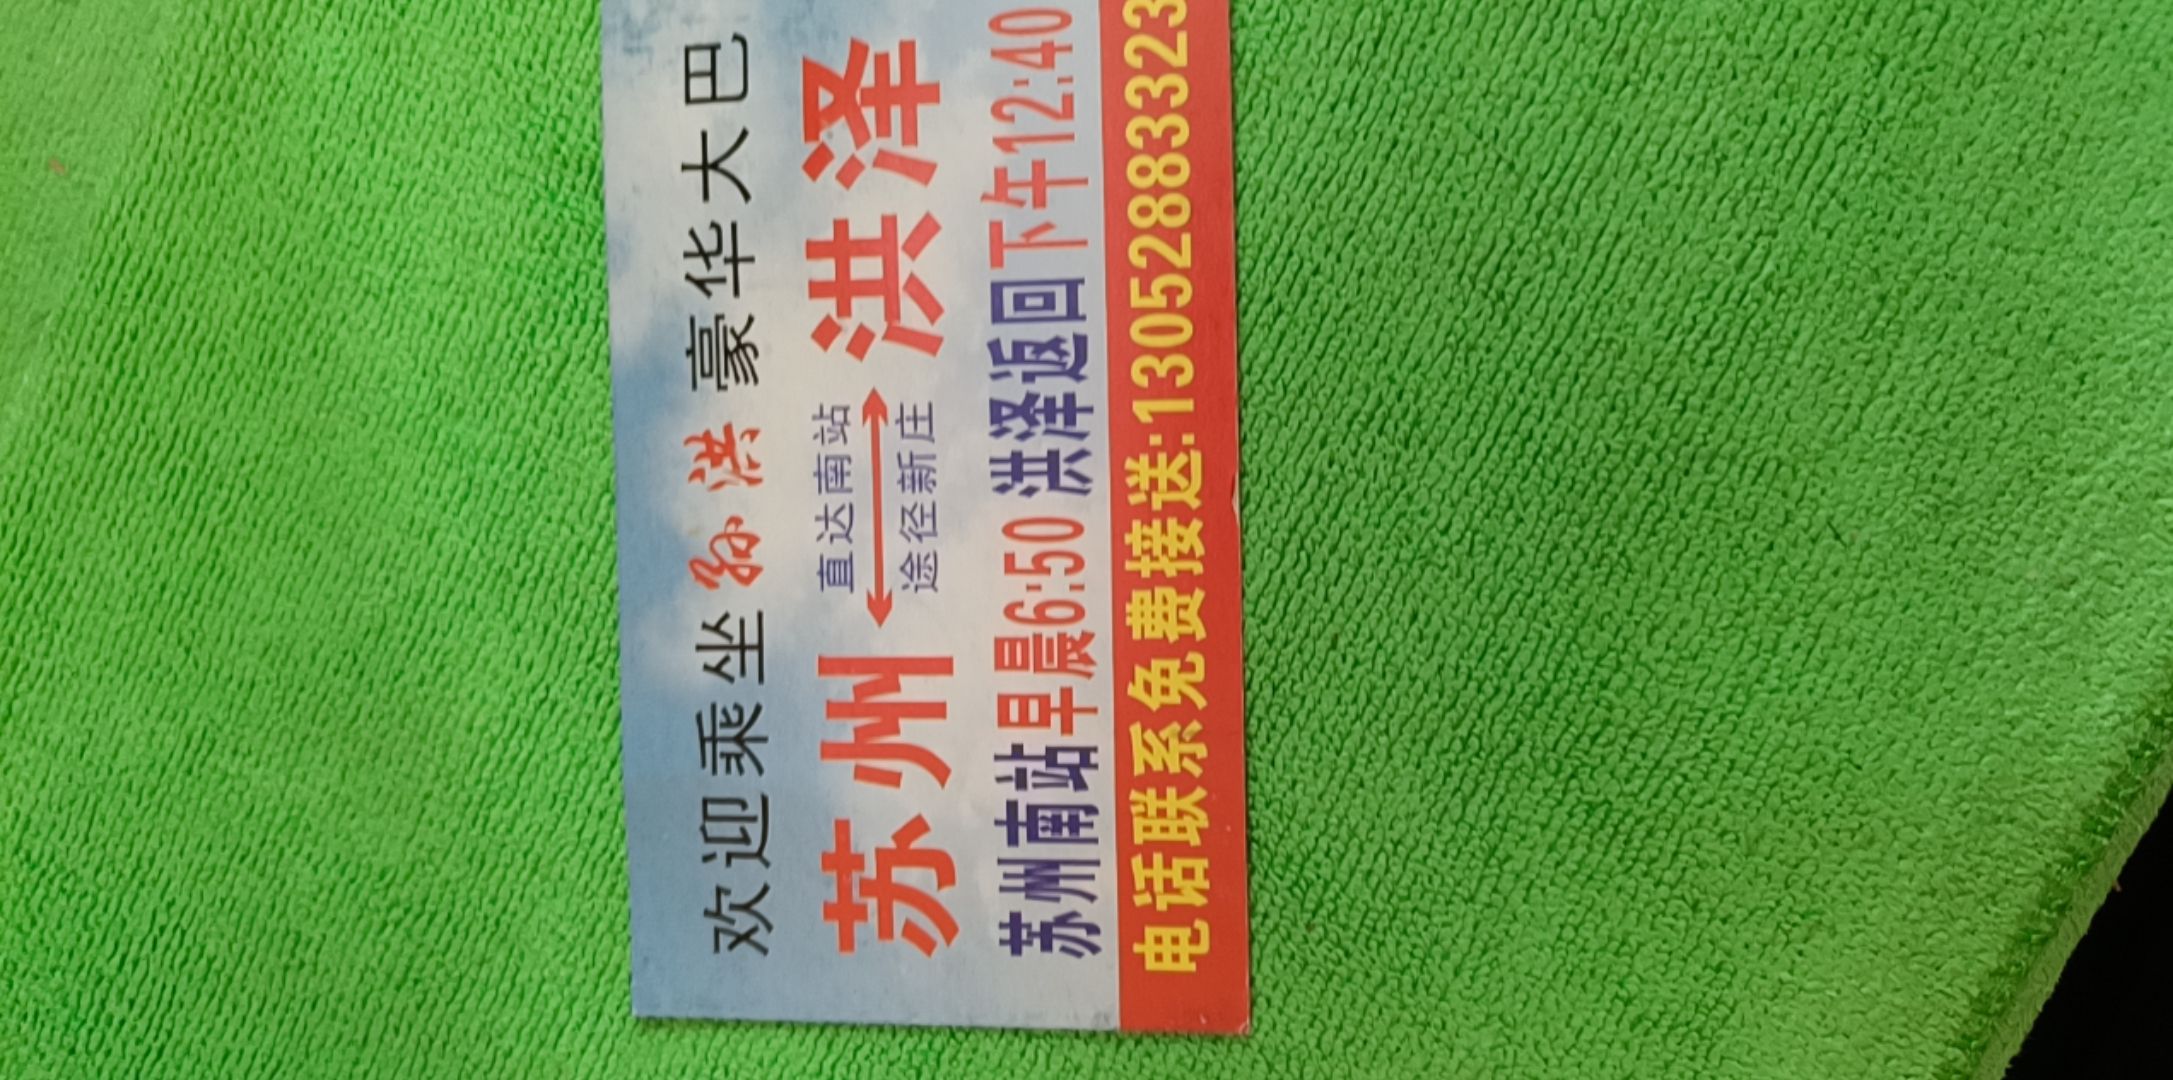 欢迎乘坐苏洪豪华大巴
苏州 直达南站 洪泽
途径新庄
苏州南站早晨6:50 洪泽返回下午12:40
电话联系免费接送:13052883323